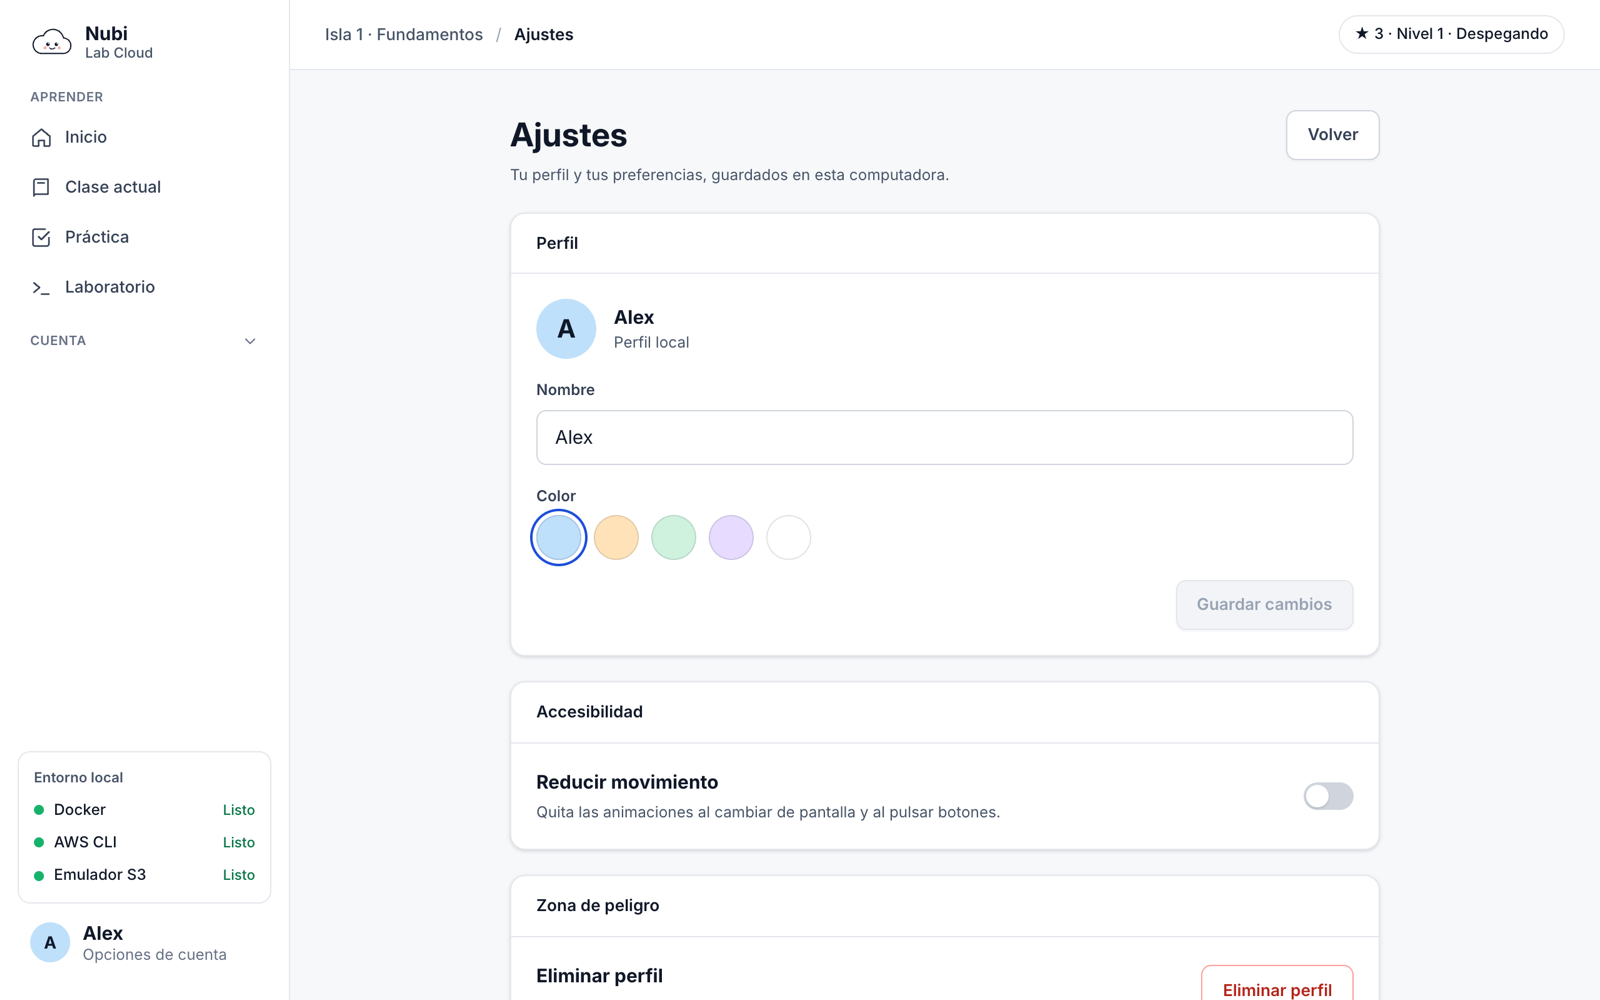 Nubi
Lab Cloud
APRENDER
Inicio
Clase actual
Práctica
Laboratorio
CUENTA
Entorno local
Docker Listo
AWS CLI Listo
Emulador S3 Listo
A
Alex
Opciones de cuenta
Isla 1 · Fundamentos / Ajustes
★ 3 · Nivel 1 · Despegando
Ajustes
Volver
Tu perfil y tus preferencias, guardados en esta computadora.
Perfil
A
Alex
Perfil local
Nombre
Alex
Color
Guardar cambios
Accesibilidad
Reducir movimiento
Quita las animaciones al cambiar de pantalla y al pulsar botones.
Zona de peligro
Eliminar perfil
Eliminar perfil